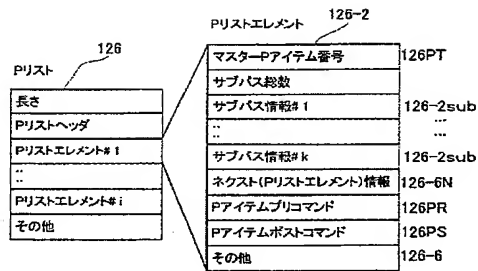 Pリスト
126
長さ
Pリストヘッダ
Pリストエレメント#1
::
Pリストエレメント#i
その他
Pリストエレメント
126-2
マスターPアイテム番号 126PT
サブパス総数
サブパス情報#1 126-2sub
:: ::
サブパス情報#k 126-2sub
ネクスト(Pリストエレメント)情報 126-6N
Pアイテムプリコマンド 126PR
Pアイテムポストコマンド 126PS
その他 126-6